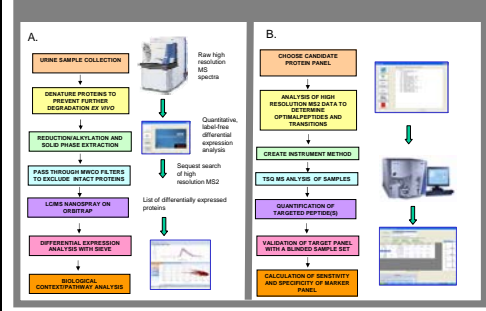 A.
URINE SAMPLE COLLECTION
DENATURE PROTEINS TO
PREVENT FURTHER
DEGRADATION EX VIVO
REDUCTION/ALKYLATION AND
SOLID PHASE EXTRACTION
PASS THROUGH MWCO FILTERS
TO EXCLUDE INTACT PROTEINS
LC/MS NANOSPRAY ON
ORBITRAP
DIFFERENTIAL EXPRESSION
ANALYSIS WITH SIEVE
BIOLOGICAL
CONTEXT/PATHWAY ANALYSIS
Raw high
resolution
MS
spectra
Quantitative,
label-free
differential
expression
analysis
Sequest search
of
high resolution MS2
List of differentially expressed
proteins
B.
CHOOSE CANDIDATE
PROTEIN PANEL
ANALYSIS OF HIGH
RESOLUTION MS2 DATA TO
DETERMINE
OPTIMALPEPTIDES AND
TRANSITIONS
CREATE INSTRUMENT METHOD
TSQ MS ANLYSIS OF SAMPLES
QUANTIFICATION OF
TARGETED PEPTIDE(S)
VALIDATION OF TARGET PANEL
WITH A BLINDED SAMPLE SET
CALCULATION OF SENSTIVITY
AND SPECIFICITY OF MARKER
PANEL